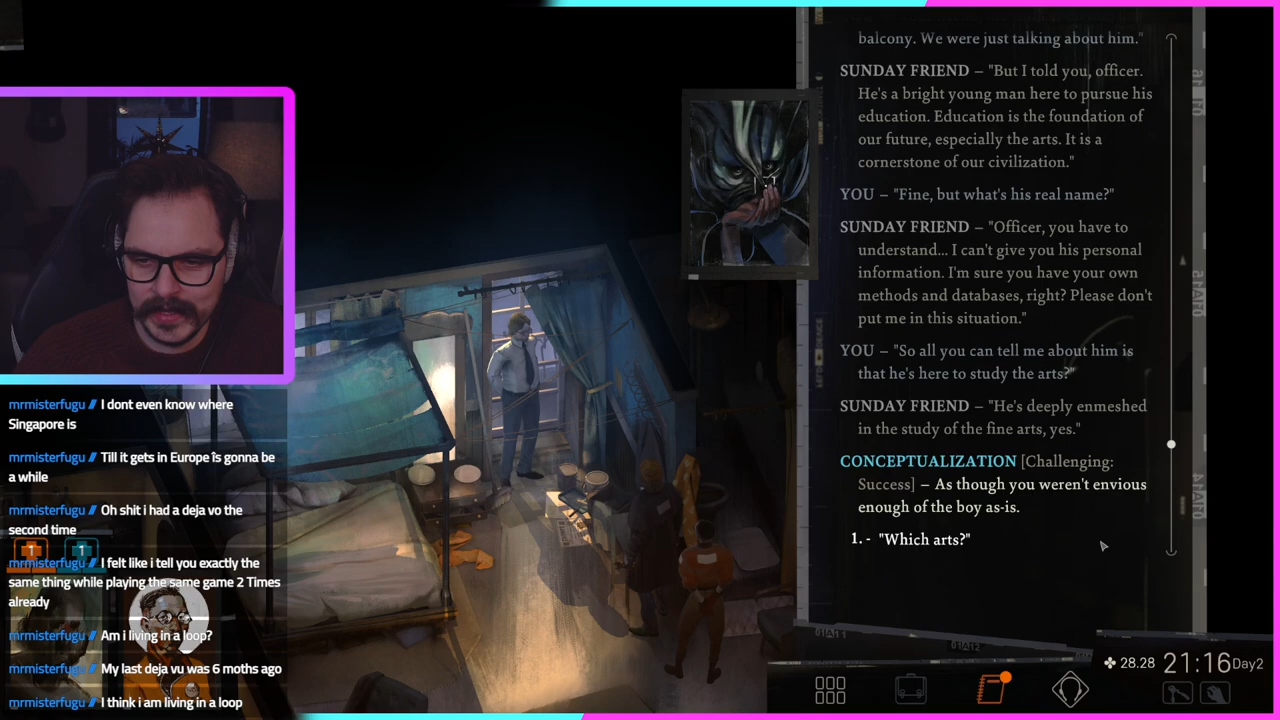 balcony. We were just talking about him."
SUNDAY FRIEND – "But I told you, officer.
He's a bright young man here to pursue his
education. Education is the foundation of
our future, especially the arts. It is a
cornerstone of our civilization."
YOU – "Fine, but what's his real name?"
SUNDAY FRIEND – "Officer, you have to
understand... I can't give you his personal
information. I'm sure you have your own
methods and databases, right? Please don't
put me in this situation."
YOU – "So all you can tell me about him is
that he's here to study the arts?"
SUNDAY FRIEND – "He's deeply enmeshed
in the study of the fine arts, yes."
CONCEPTUALIZATION [Challenging:
Success] – As though you weren't envious
enough of the boy as-is.
1. - "Which arts?"
mrmisterfugu // I dont even know where
Singapore is
mrmisterfugu // Till it gets in Europe îs gonna be
a while
mrmisterfugu // Oh shit i had a deja vo the
second time
1 1
mrmisterfugu // I felt like i tell you exactly the
same thing while playing the same game 2 Times
already
mrmisterfugu // Am i living in a loop?
mrmisterfugu // My last deja vu was 6 moths ago
mrmisterfugu // I think i am living in a loop
01A11
01A12
28.28 21:16 Day2